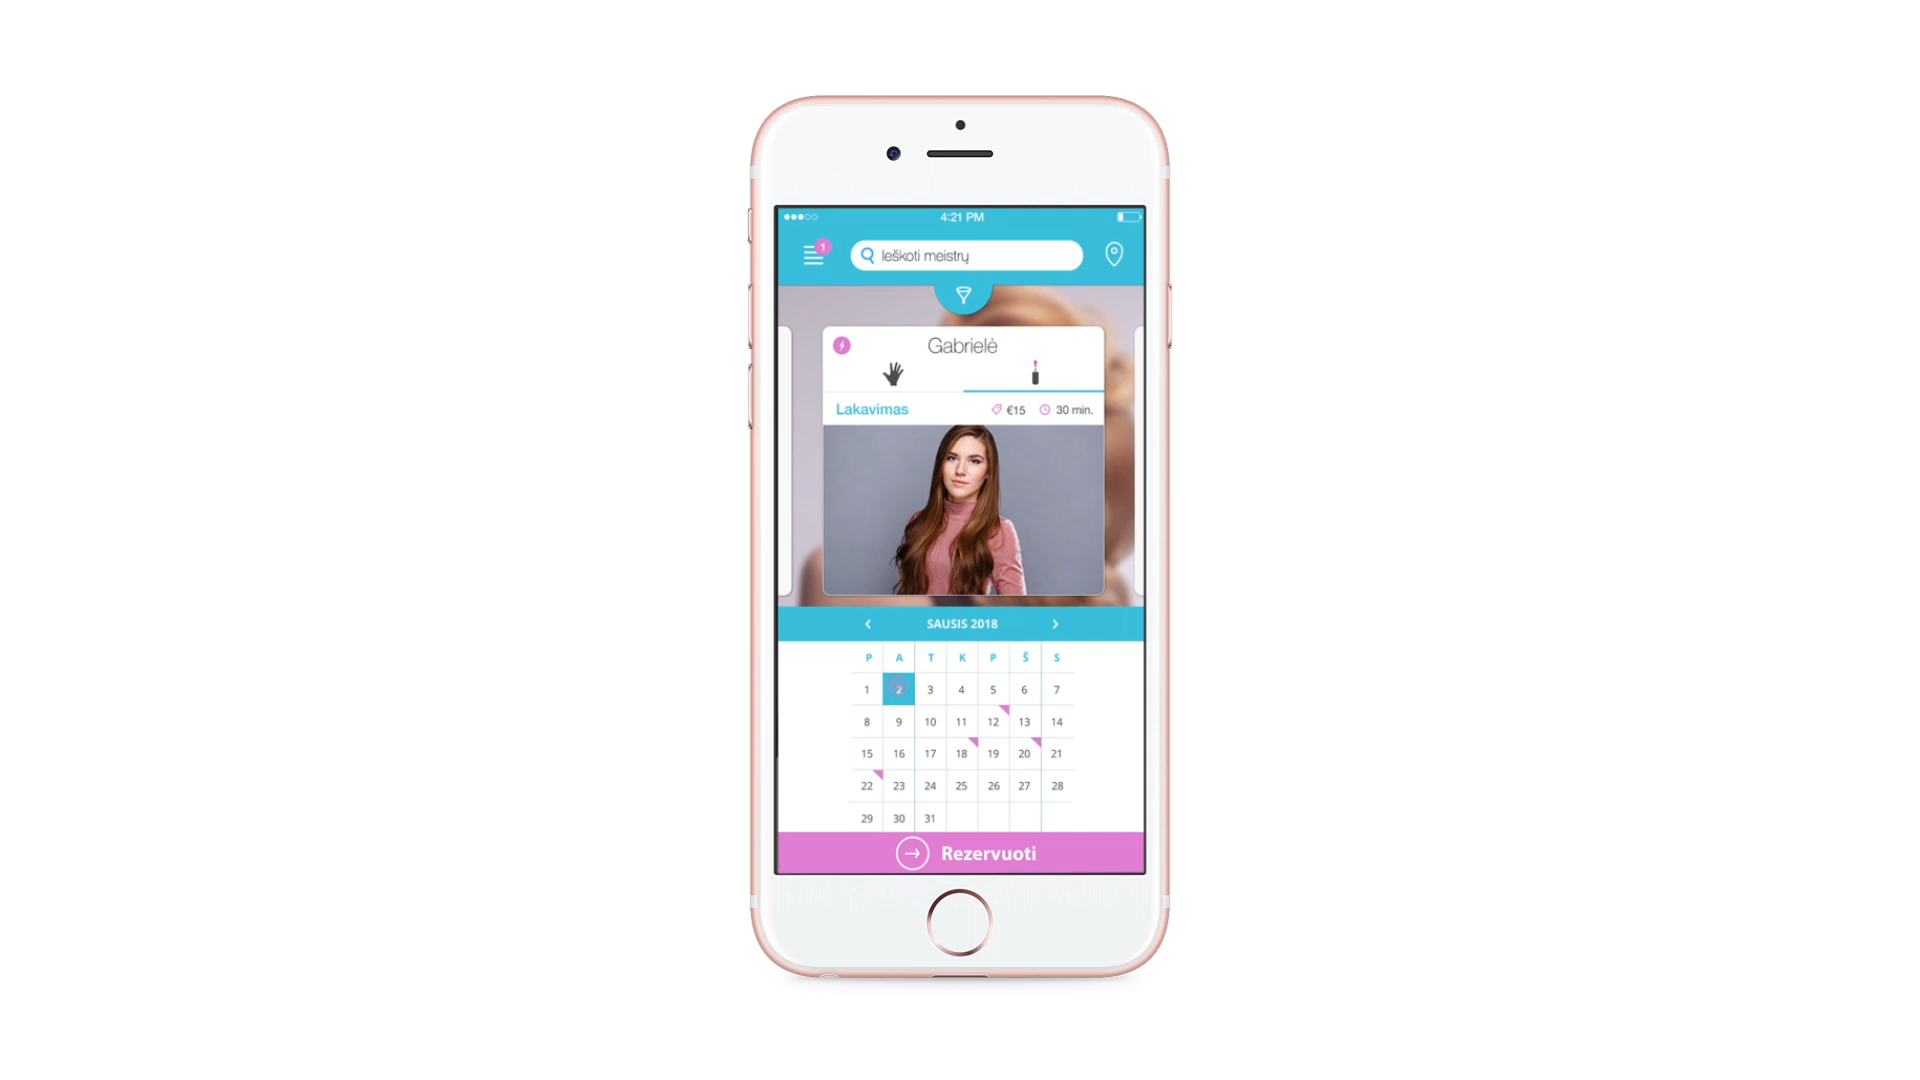 4:21 PM
1
Ieškoti meistrų
Gabrielė
Lakavimas €15 30 min.
SAUSIS 2018
P A T K P Š S
1 2 3 4 5 6 7
8 9 10 11 12 13 14
15 16 17 18 19 20 21
22 23 24 25 26 27 28
29 30 31
Rezervuoti